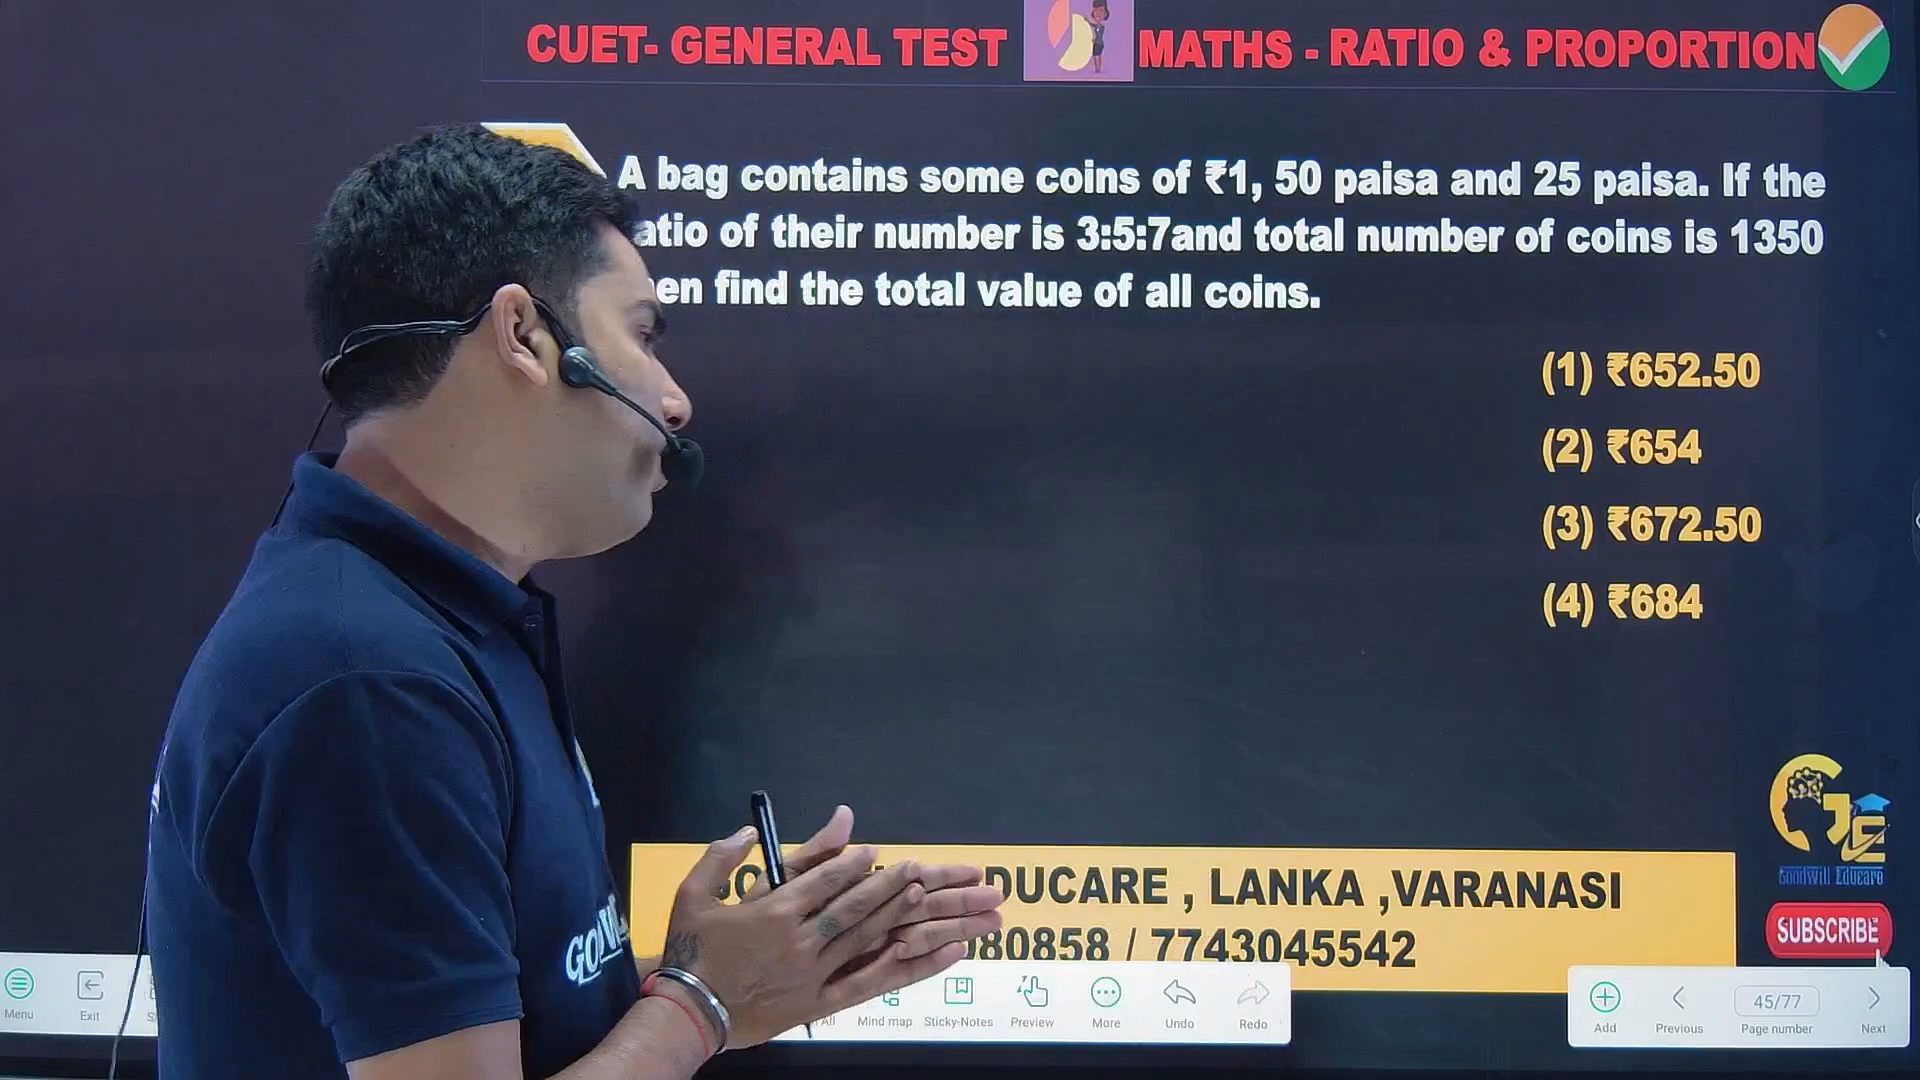 CUET- GENERAL TEST MATHS - RATIO & PROPORTION
A bag contains some coins of ₹1, 50 paisa and 25 paisa. If the
atio of their number is 3:5:7and total number of coins is 1350
en find the total value of all coins.
(1) ₹652.50
(2) ₹654
(3) ₹672.50
(4) ₹684
DUCARE , LANKA ,VARANASI
080858 / 7743045542
Goodwill Educare
SUBSCRIBE
Menu Exit All Mind map Sticky-Notes Preview More Undo Redo
Add Previous 45/77 Page number Next